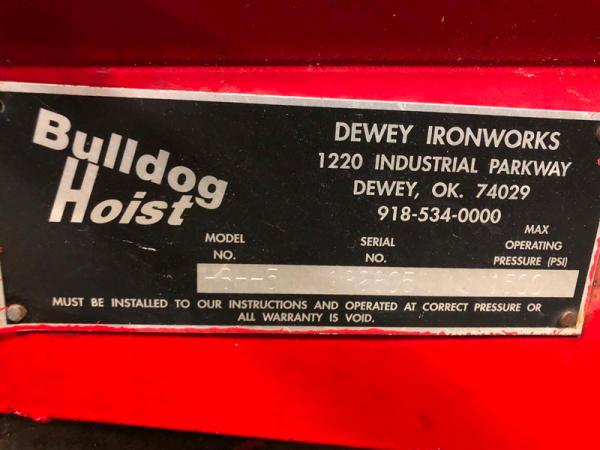 Bulldog
Hoist
DEWEY IRONWORKS
1220 INDUSTRIAL PARKWAY
DEWEY, OK. 74029
918-534-0000
MODEL
NO.
SERIAL
NO.
MAX
OPERATING
PRESSURE (PSI)
MUST BE INSTALLED TO OUR INSTRUCTIONS AND OPERATED AT CORRECT PRESSURE OR
ALL WARRANTY IS VOID.